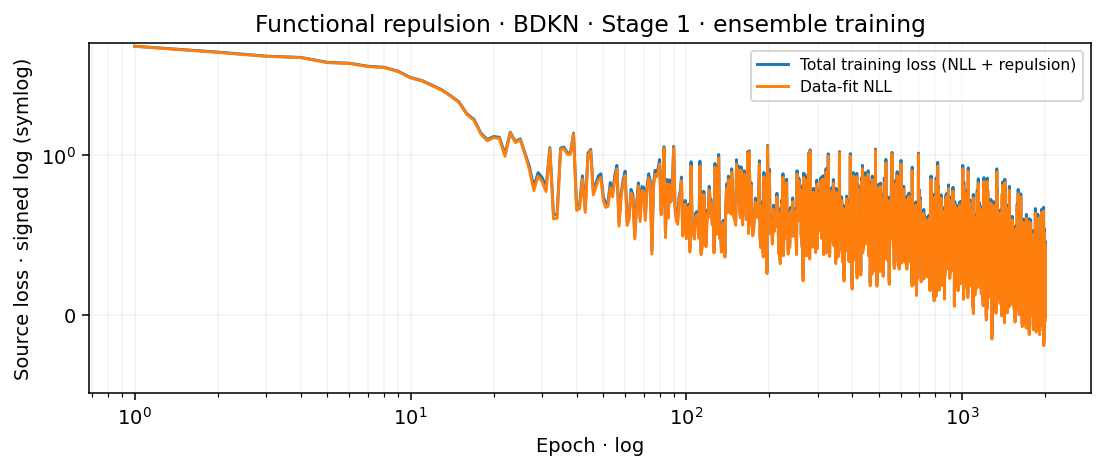 Functional repulsion · BDKN · Stage 1 · ensemble training
Source loss · signed log (symlog)
10⁰
0
Total training loss (NLL + repulsion)
Data-fit NLL
10⁰
10¹
10²
10³
Epoch · log